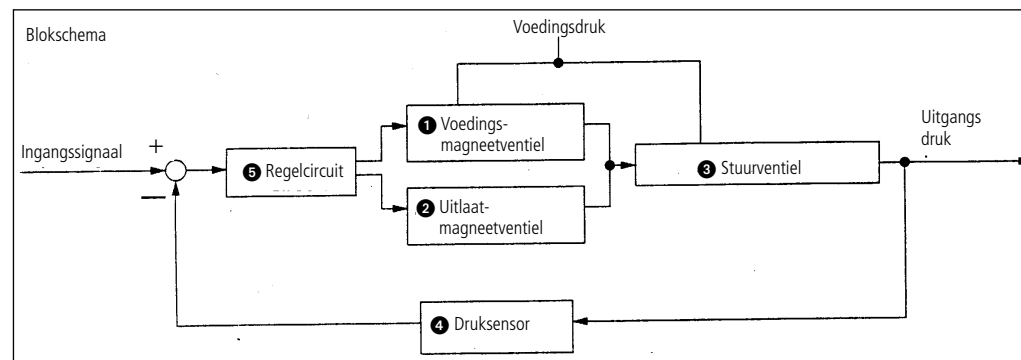 Blokschema
Voedingsdruk
Ingangssignaal
+
−
❺ Regelcircuit
❶ Voedings-
magneetventiel
❷ Uitlaat-
magneetventiel
❸ Stuurventiel
Uitgangs
druk
❹ Druksensor